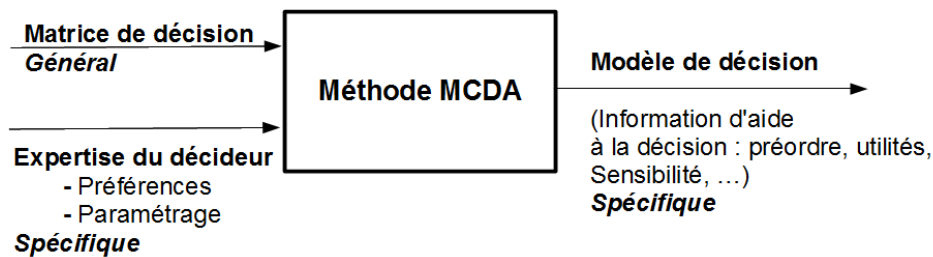 Matrice de décision
Général
Expertise du décideur
- Préférences
- Paramétrage
Spécifique
Méthode MCDA
Modèle de décision
(Information d'aide
à la décision : préordre, utilités,
Sensibilité, ...)
Spécifique